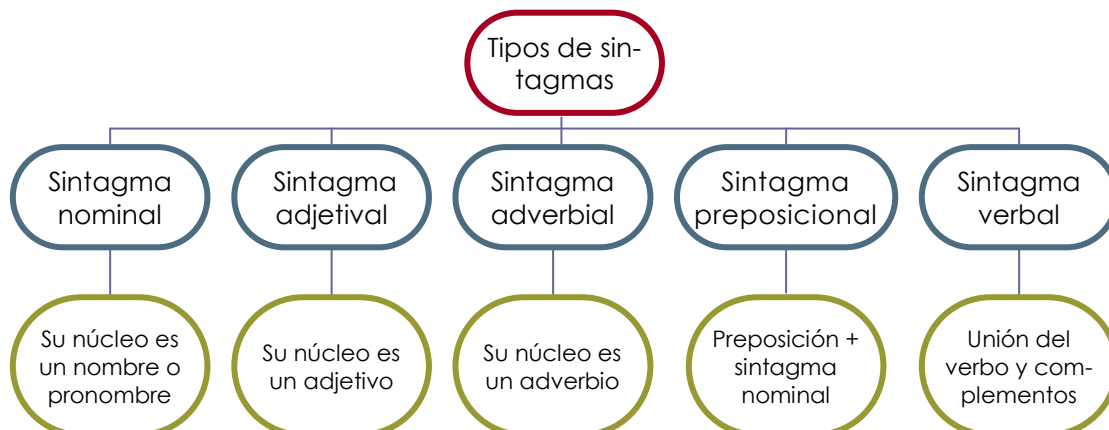 Tipos de sin-
tagmas
Sintagma
nominal
Sintagma
adjetival
Sintagma
adverbial
Sintagma
preposicional
Sintagma
verbal
Su núcleo es
un nombre o
pronombre
Su núcleo es
un adjetivo
Su núcleo es
un adverbio
Preposición +
sintagma
nominal
Unión del
verbo y com-
plementos